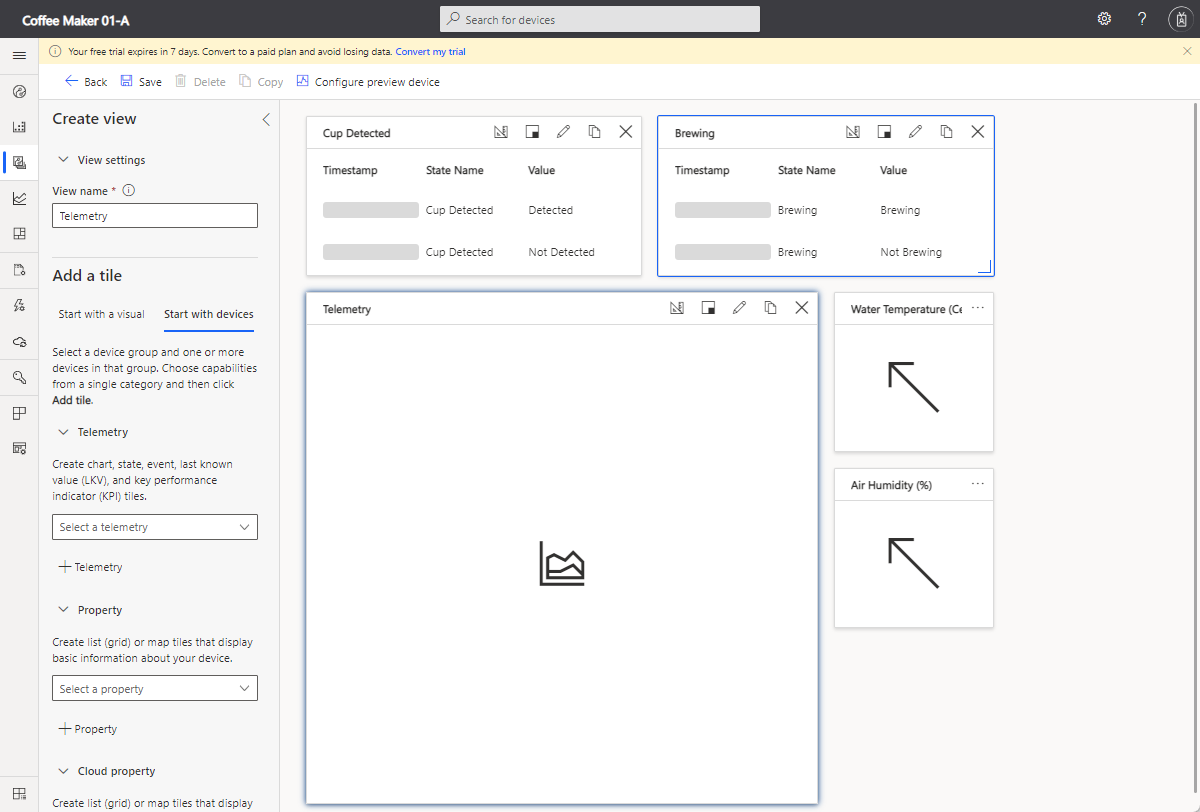 Coffee Maker 01-A
Search for devices
?
Your free trial expires in 7 days. Convert to a paid plan and avoid losing data. Convert my trial
Back Save Delete Copy Configure preview device
Create view
View settings
View name *
Telemetry
Add a tile
Start with a visual Start with devices
Select a device group and one or more
devices in that group. Choose capabilities
from a single category and then click
Add tile.
Telemetry
Create chart, state, event, last known
value (LKV), and key performance
indicator (KPI) tiles.
Select a telemetry
Telemetry
Property
Create list (grid) or map tiles that display
basic information about your device.
Select a property
Property
Cloud property
Create list (grid) or map tiles that display
Cup Detected
Timestamp State Name Value
Cup Detected Detected
Cup Detected Not Detected
Brewing
Timestamp State Name Value
Brewing Brewing
Brewing Not Brewing
Telemetry
Water Temperature (Ce
Air Humidity (%)